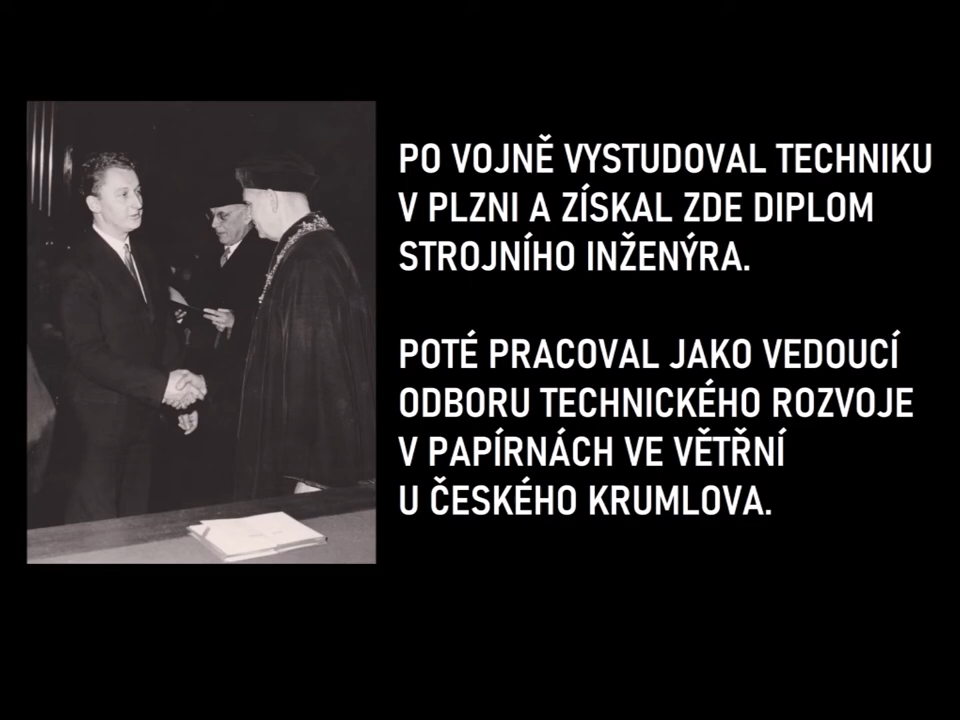 PO VOJNĚ VYSTUDOVAL TECHNIKU
V PLZNI A ZÍSKAL ZDE DIPLOM
STROJNÍHO INŽENÝRA.
POTÉ PRACOVAL JAKO VEDOUCÍ
ODBORU TECHNICKÉHO ROZVOJE
V PAPÍRNÁCH VE VĚTŘNÍ
U ČESKÉHO KRUMLOVA.